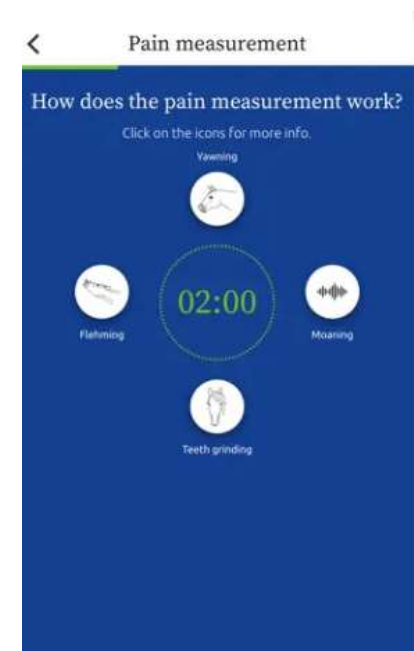 Pain measurement
How does the pain measurement work?
Click on the icons for more info.
Yawning
02:00
Flehming
Moaning
Teeth grinding